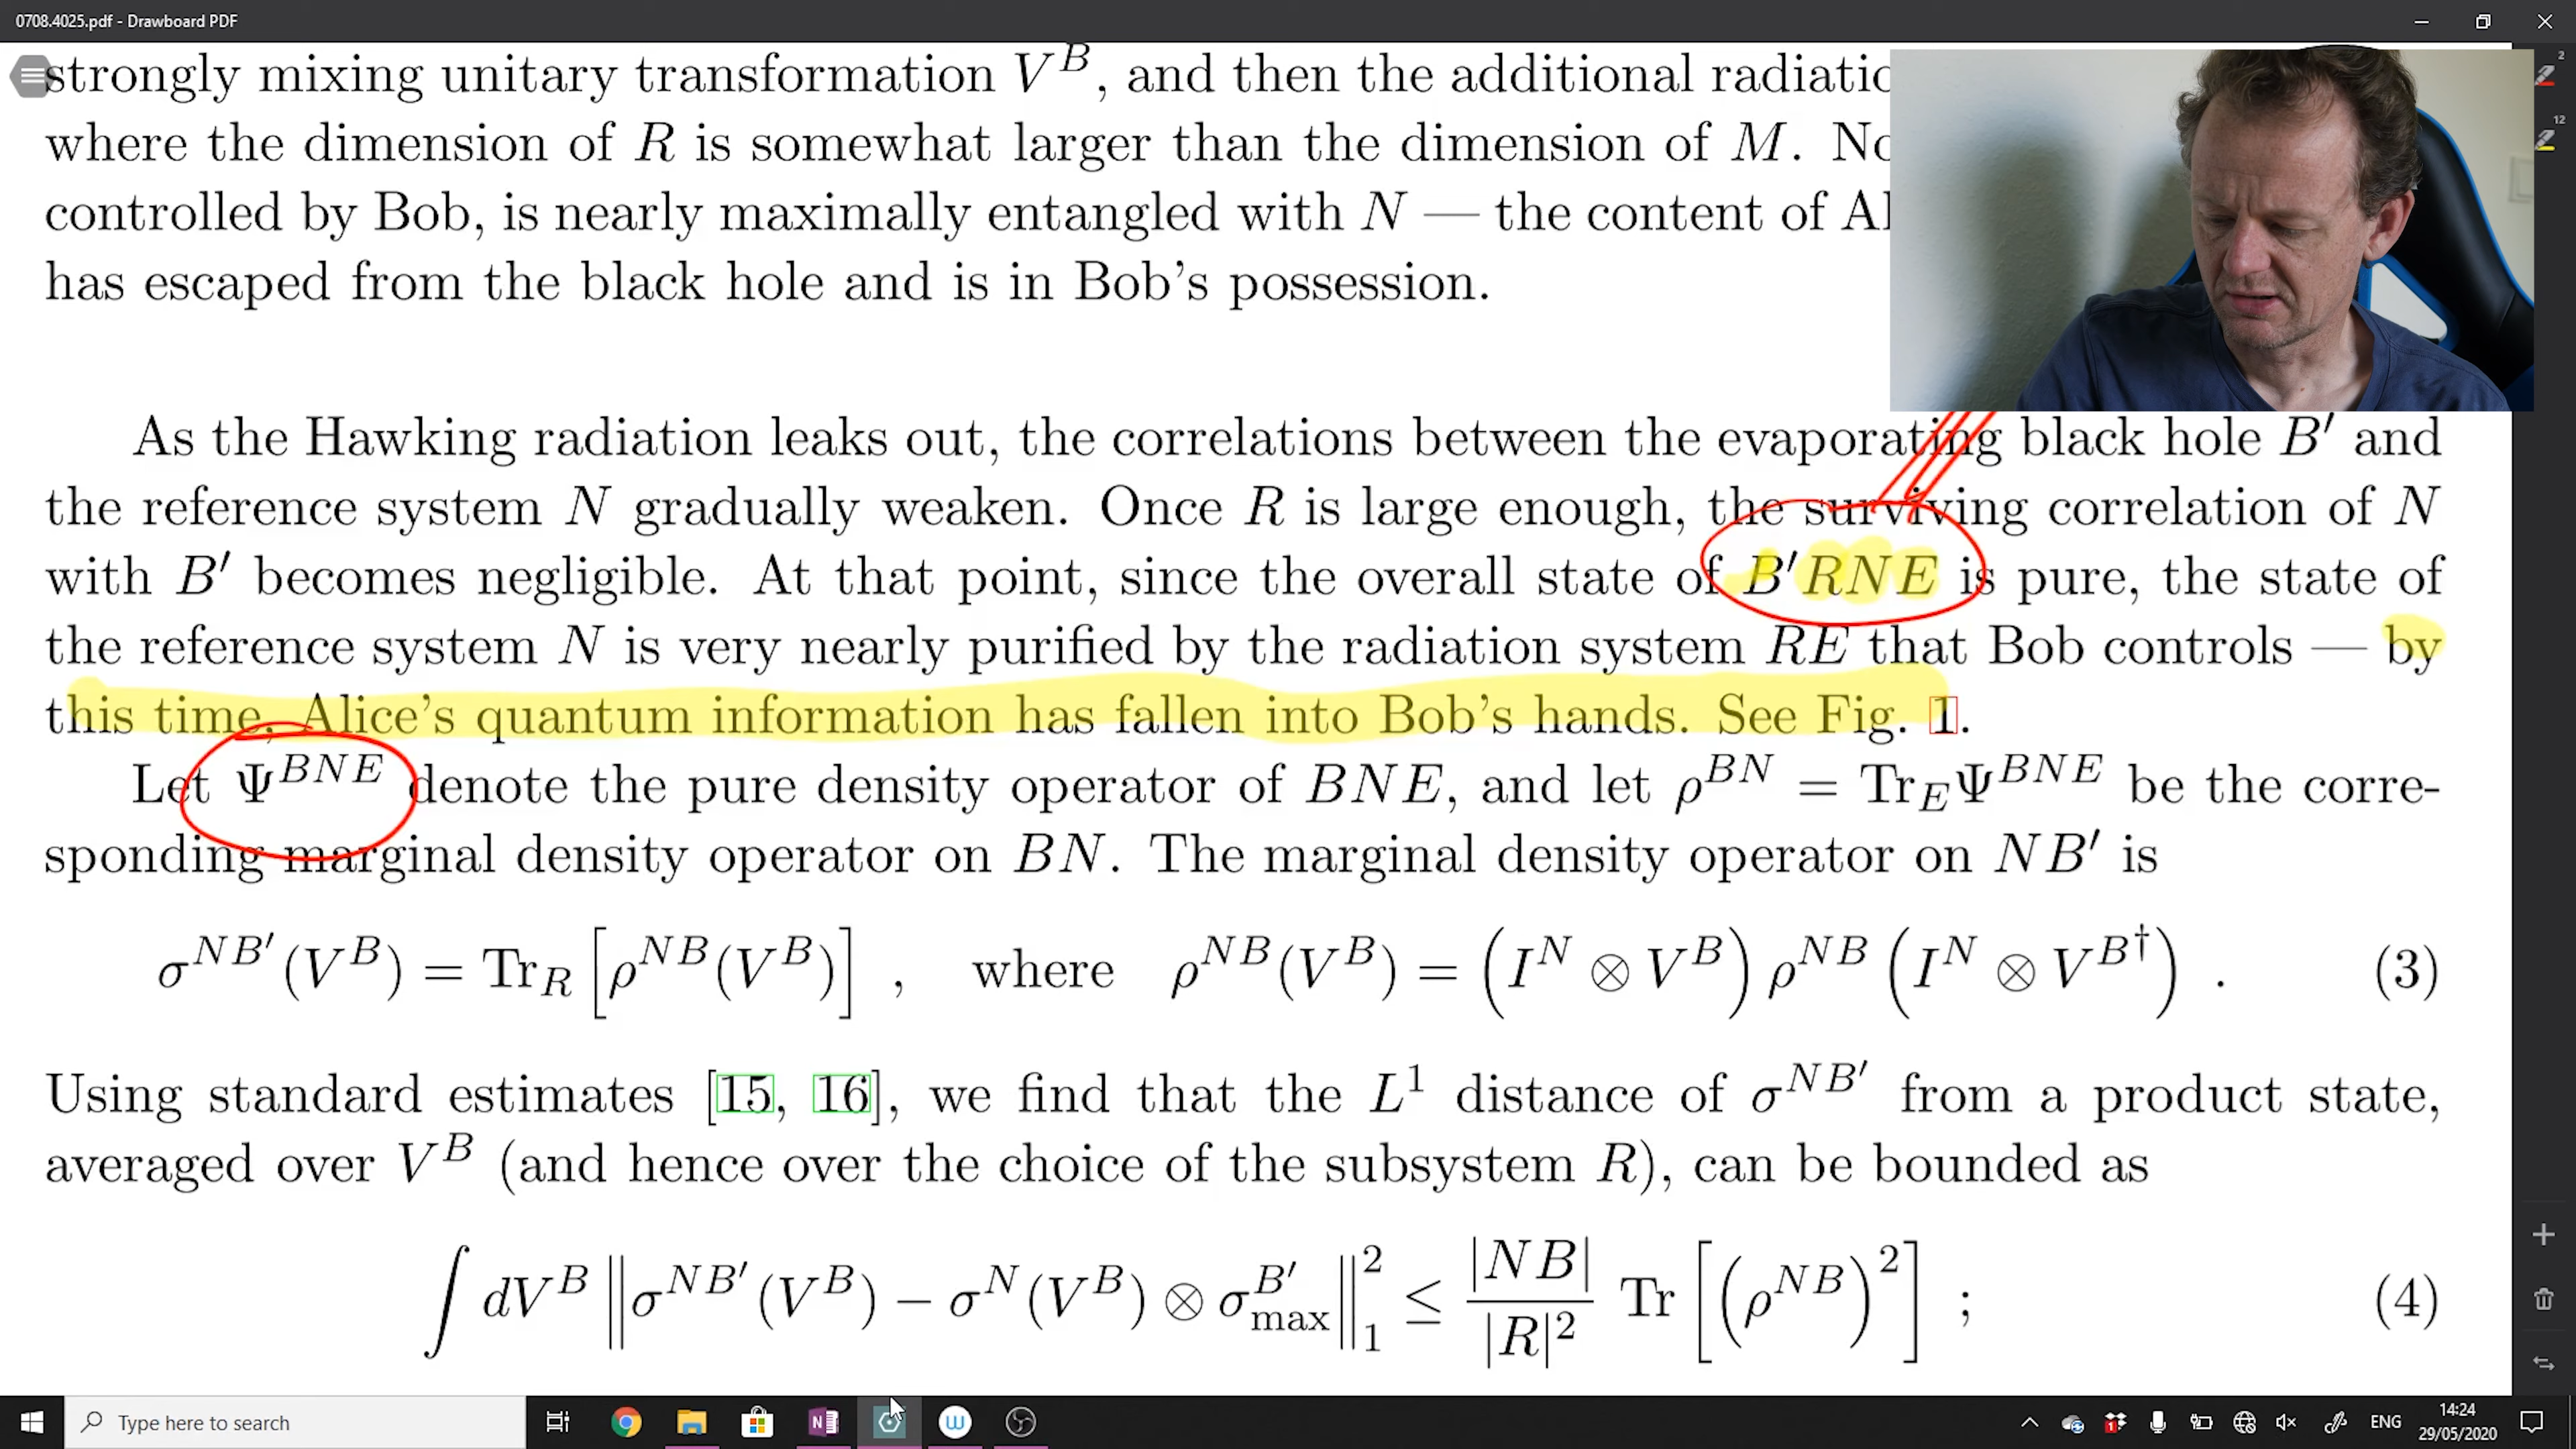 0708.4025.pdf - Drawboard PDF
strongly mixing unitary transformation V^B, and then the additional
where the dimension of R is somewhat larger than the dimension of M.
controlled by Bob, is nearly maximally entangled with N — the content of
has escaped from the black hole and is in Bob's possession.
As the Hawking radiation leaks out, the correlations between the evaporating black hole B′ and
the reference system N gradually weaken. Once R is large enough, the surviving correlation of N
with B′ becomes negligible. At that point, since the overall state of B′RNE is pure, the state of
the reference system N is very nearly purified by the radiation system RE that Bob controls — by
this time, Alice's quantum information has fallen into Bob's hands. See Fig. 1.
Let Ψ^{BNE} denote the pure density operator of BNE, and let ρ^{BN} = Tr_E Ψ^{BNE} be the corre-
sponding marginal density operator on BN. The marginal density operator on NB′ is
σ^{NB′}(V^B) = Tr_R [ρ^{NB}(V^B)] , where ρ^{NB}(V^B) = (I^N ⊗ V^B) ρ^{NB} (I^N ⊗ V^{B†}) . (3)
Using standard estimates [15, 16], we find that the L^1 distance of σ^{NB′} from a product state,
averaged over V^B (and hence over the choice of the subsystem R), can be bounded as
∫ dV^B ‖σ^{NB′}(V^B) − σ^N(V^B) ⊗ σ^{B′}_{max}‖^2_1 ≤ |NB|/|R|^2 Tr [(ρ^{NB})^2] ; (4)
2
12
Type here to search
N
W
1
ENG
14:24
29/05/2020